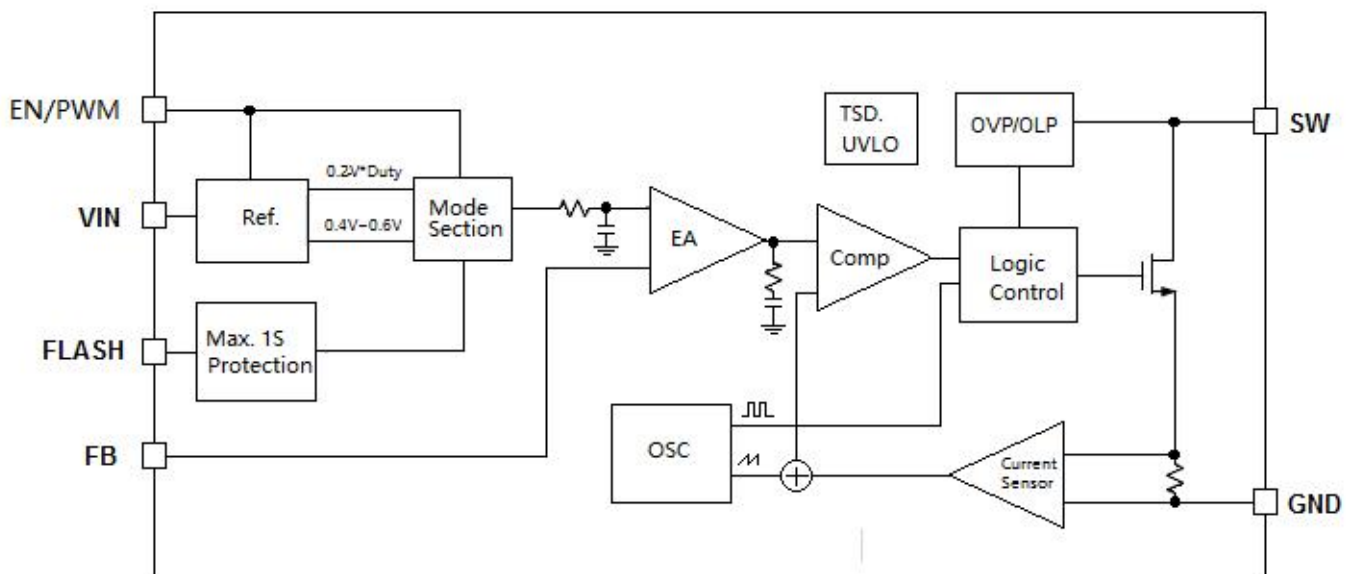 EN/PWM
VIN
FLASH
FB
Ref.
0.2V*Duty
0.4V-0.6V
Mode
Section
Max. 1S
Protection
EA
Comp
TSD.
UVLO
OVP/OLP
Logic
Control
OSC
Current
Sensor
SW
GND